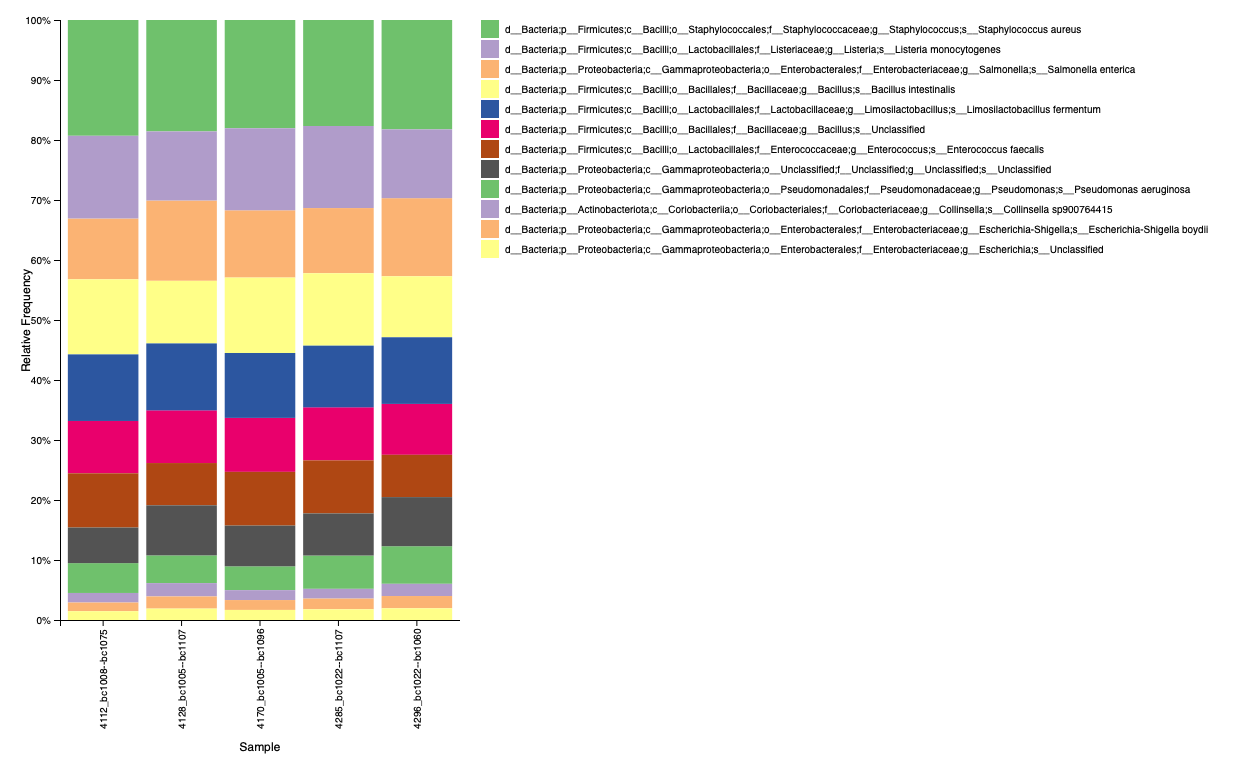 100%
90%
80%
70%
60%
50%
40%
30%
20%
10%
0%
Relative Frequency
4112_bc1008--bc1075
4128_bc1005--bc1107
4170_bc1005--bc1096
4285_bc1022--bc1107
4296_bc1022--bc1060
Sample
d__Bacteria;p__Firmicutes;c__Bacilli;o__Staphylococcales;f__Staphylococcaceae;g__Staphylococcus;s__Staphylococcus aureus
d__Bacteria;p__Firmicutes;c__Bacilli;o__Lactobacillales;f__Listeriaceae;g__Listeria;s__Listeria monocytogenes
d__Bacteria;p__Proteobacteria;c__Gammaproteobacteria;o__Enterobacterales;f__Enterobacteriaceae;g__Salmonella;s__Salmonella enterica
d__Bacteria;p__Firmicutes;c__Bacilli;o__Bacillales;f__Bacillaceae;g__Bacillus;s__Bacillus intestinalis
d__Bacteria;p__Firmicutes;c__Bacilli;o__Lactobacillales;f__Lactobacillaceae;g__Limosilactobacillus;s__Limosilactobacillus fermentum
d__Bacteria;p__Firmicutes;c__Bacilli;o__Bacillales;f__Bacillaceae;g__Bacillus;s__Unclassified
d__Bacteria;p__Firmicutes;c__Bacilli;o__Lactobacillales;f__Enterococcaceae;g__Enterococcus;s__Enterococcus faecalis
d__Bacteria;p__Proteobacteria;c__Gammaproteobacteria;o__Unclassified;f__Unclassified;g__Unclassified;s__Unclassified
d__Bacteria;p__Proteobacteria;c__Gammaproteobacteria;o__Pseudomonadales;f__Pseudomonadaceae;g__Pseudomonas;s__Pseudomonas aeruginosa
d__Bacteria;p__Actinobacteriota;c__Coriobacteriia;o__Coriobacteriales;f__Coriobacteriaceae;g__Collinsella;s__Collinsella sp900764415
d__Bacteria;p__Proteobacteria;c__Gammaproteobacteria;o__Enterobacterales;f__Enterobacteriaceae;g__Escherichia-Shigella;s__Escherichia-Shigella boydii
d__Bacteria;p__Proteobacteria;c__Gammaproteobacteria;o__Enterobacterales;f__Enterobacteriaceae;g__Escherichia;s__Unclassified